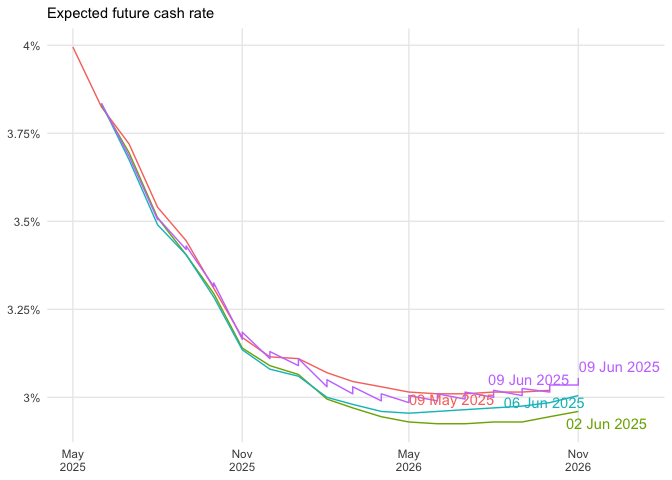 Expected future cash rate
4%
3.75%
3.5%
3.25%
3%
09 Jun 2025
09 Jun 2025
09 May 2025
06 Jun 2025
02 Jun 2025
May
2025
Nov
2025
May
2026
Nov
2026